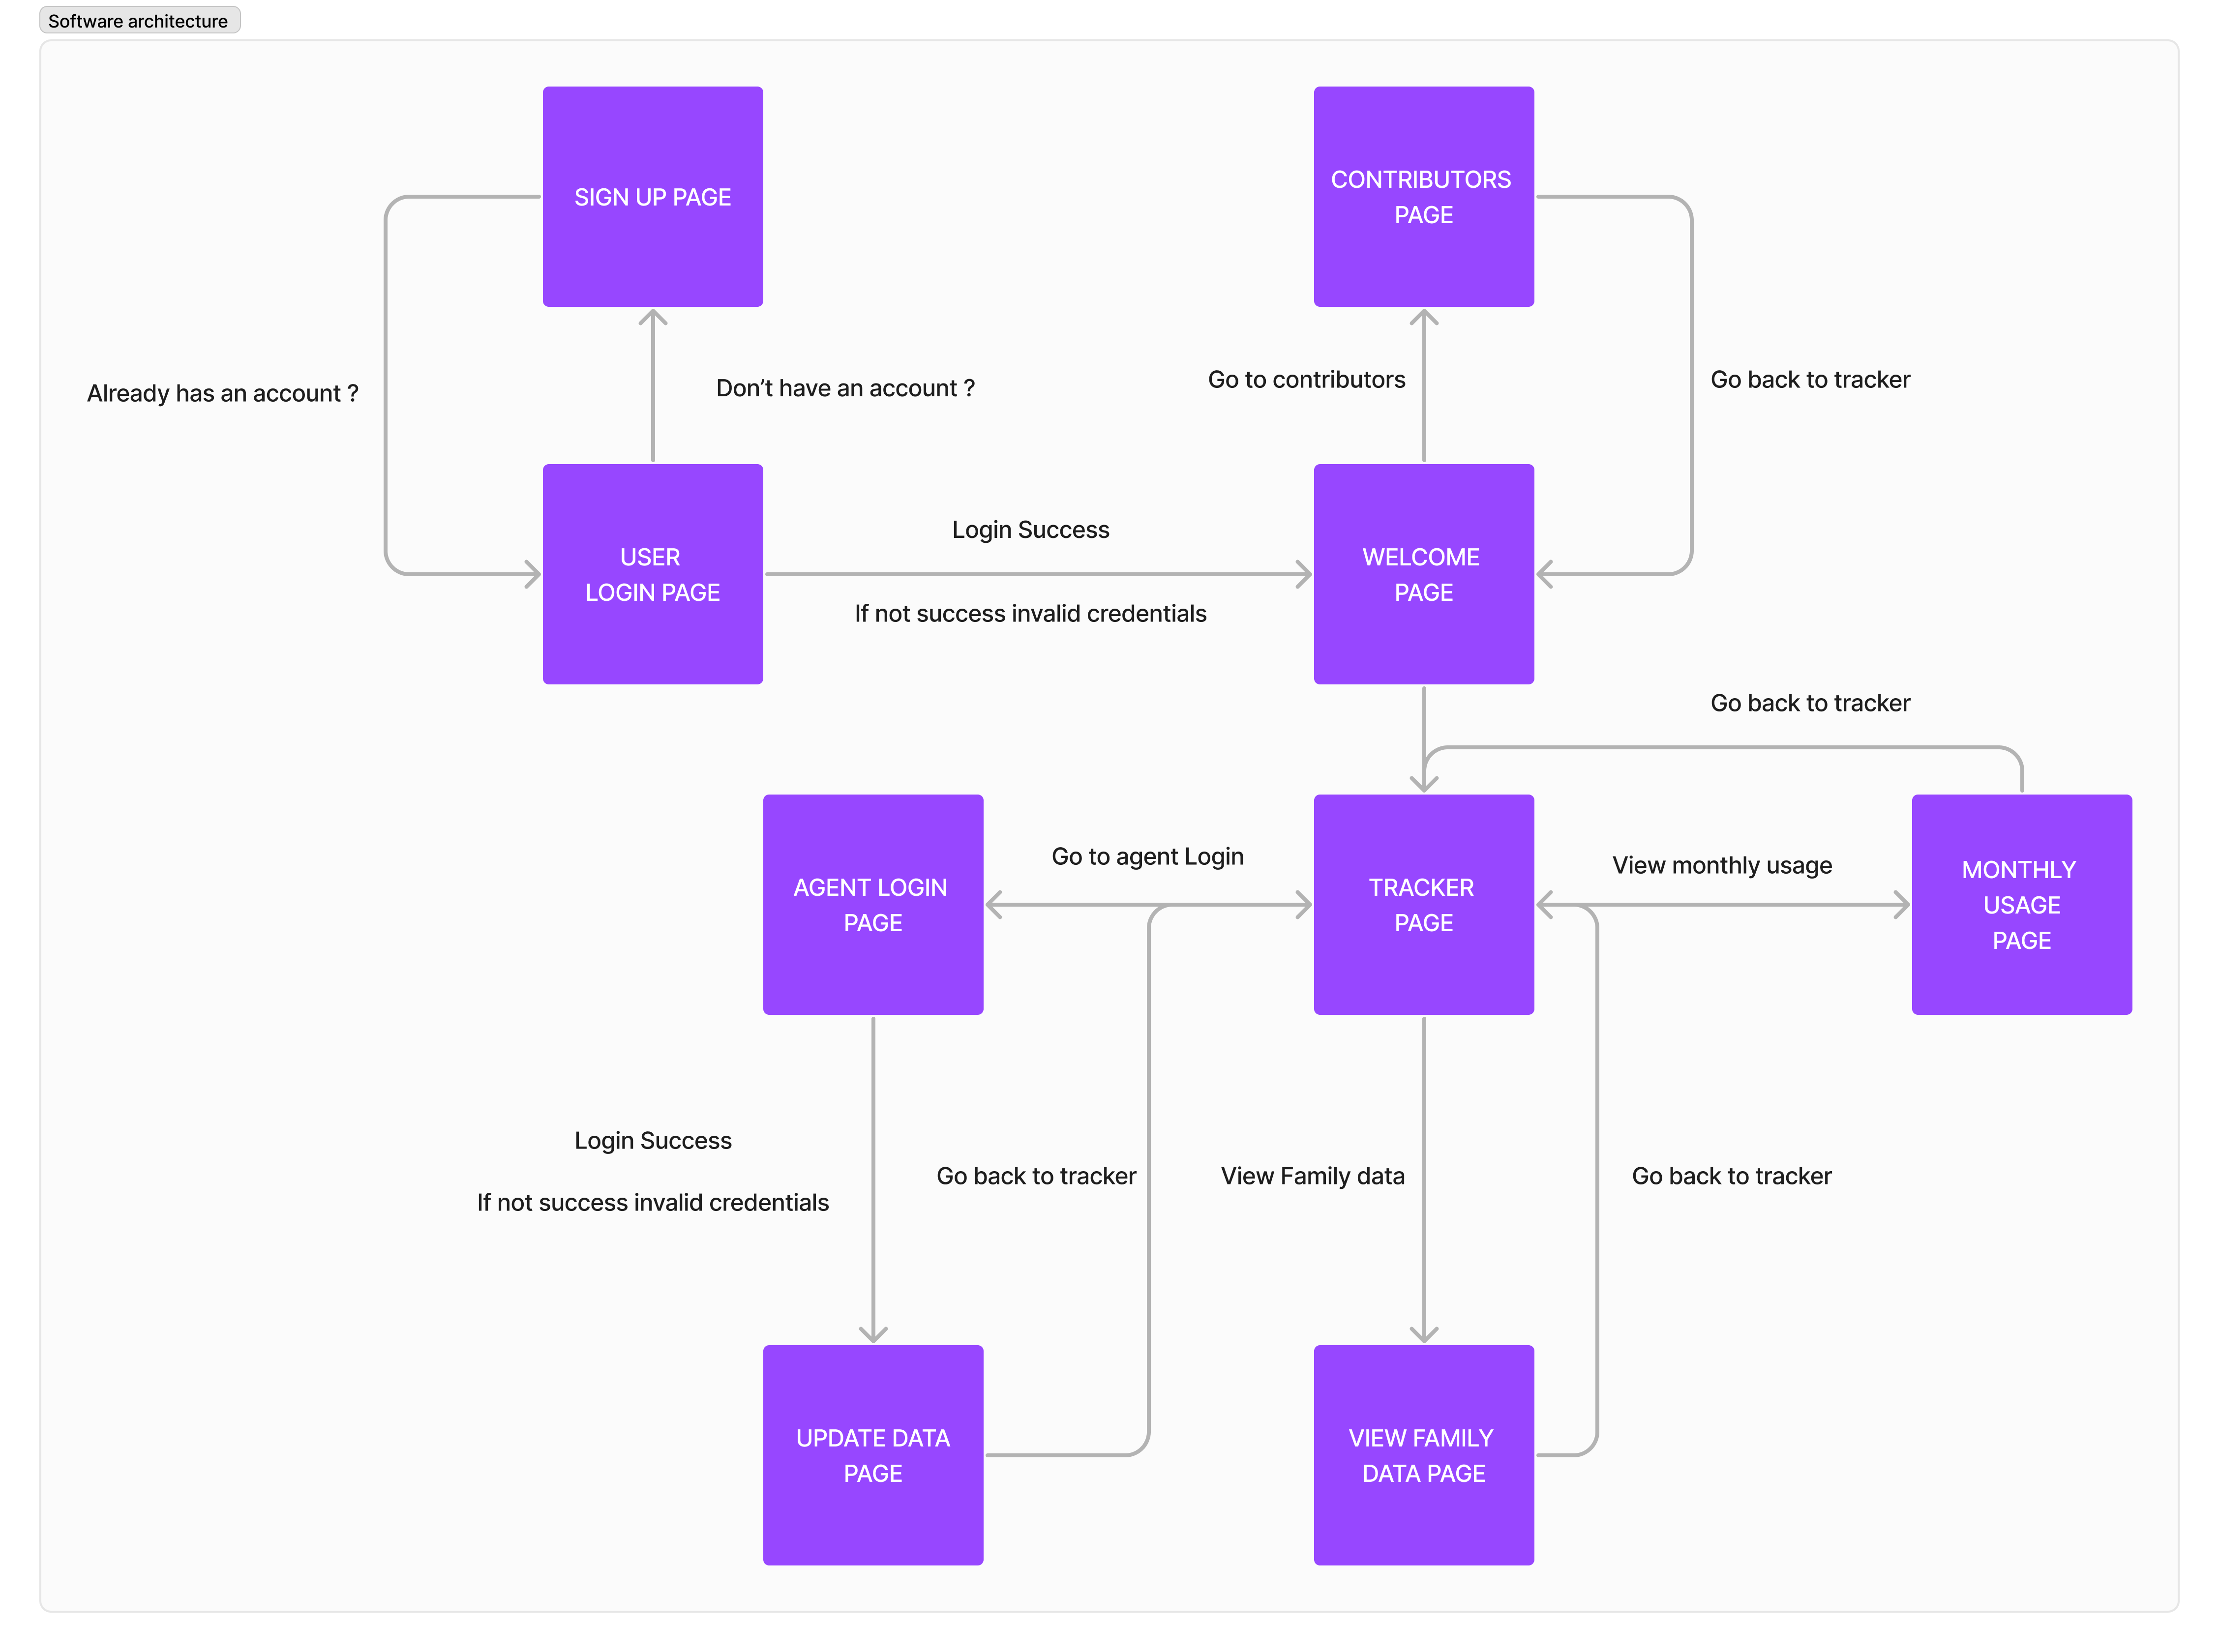 Software architecture
SIGN UP PAGE
CONTRIBUTORS
PAGE
Already has an account ?
Don’t have an account ?
Go to contributors
Go back to tracker
USER
LOGIN PAGE
Login Success
If not success invalid credentials
WELCOME
PAGE
Go back to tracker
AGENT LOGIN
PAGE
Go to agent Login
TRACKER
PAGE
View monthly usage
MONTHLY
USAGE
PAGE
Login Success
If not success invalid credentials
Go back to tracker
View Family data
Go back to tracker
UPDATE DATA
PAGE
VIEW FAMILY
DATA PAGE